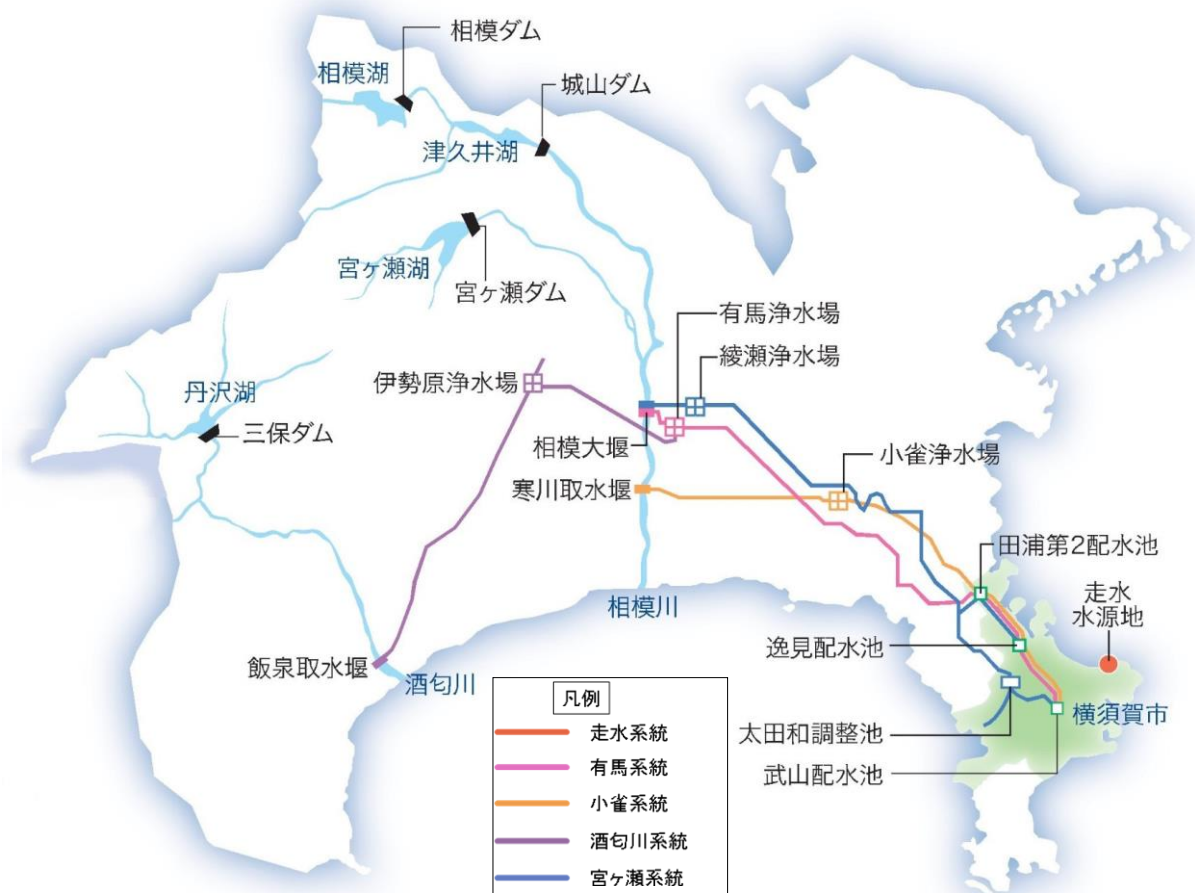 相模ダム
相模湖
城山ダム
津久井湖
宮ヶ瀬湖
宮ヶ瀬ダム
有馬浄水場
綾瀬浄水場
伊勢原浄水場
丹沢湖
三保ダム
相模大堰
小雀浄水場
寒川取水堰
田浦第2配水池
走水
水源地
相模川
逸見配水池
飯泉取水堰
酒匂川
横須賀市
太田和調整池
武山配水池
凡例
走水系統
有馬系統
小雀系統
酒匂川系統
宮ヶ瀬系統